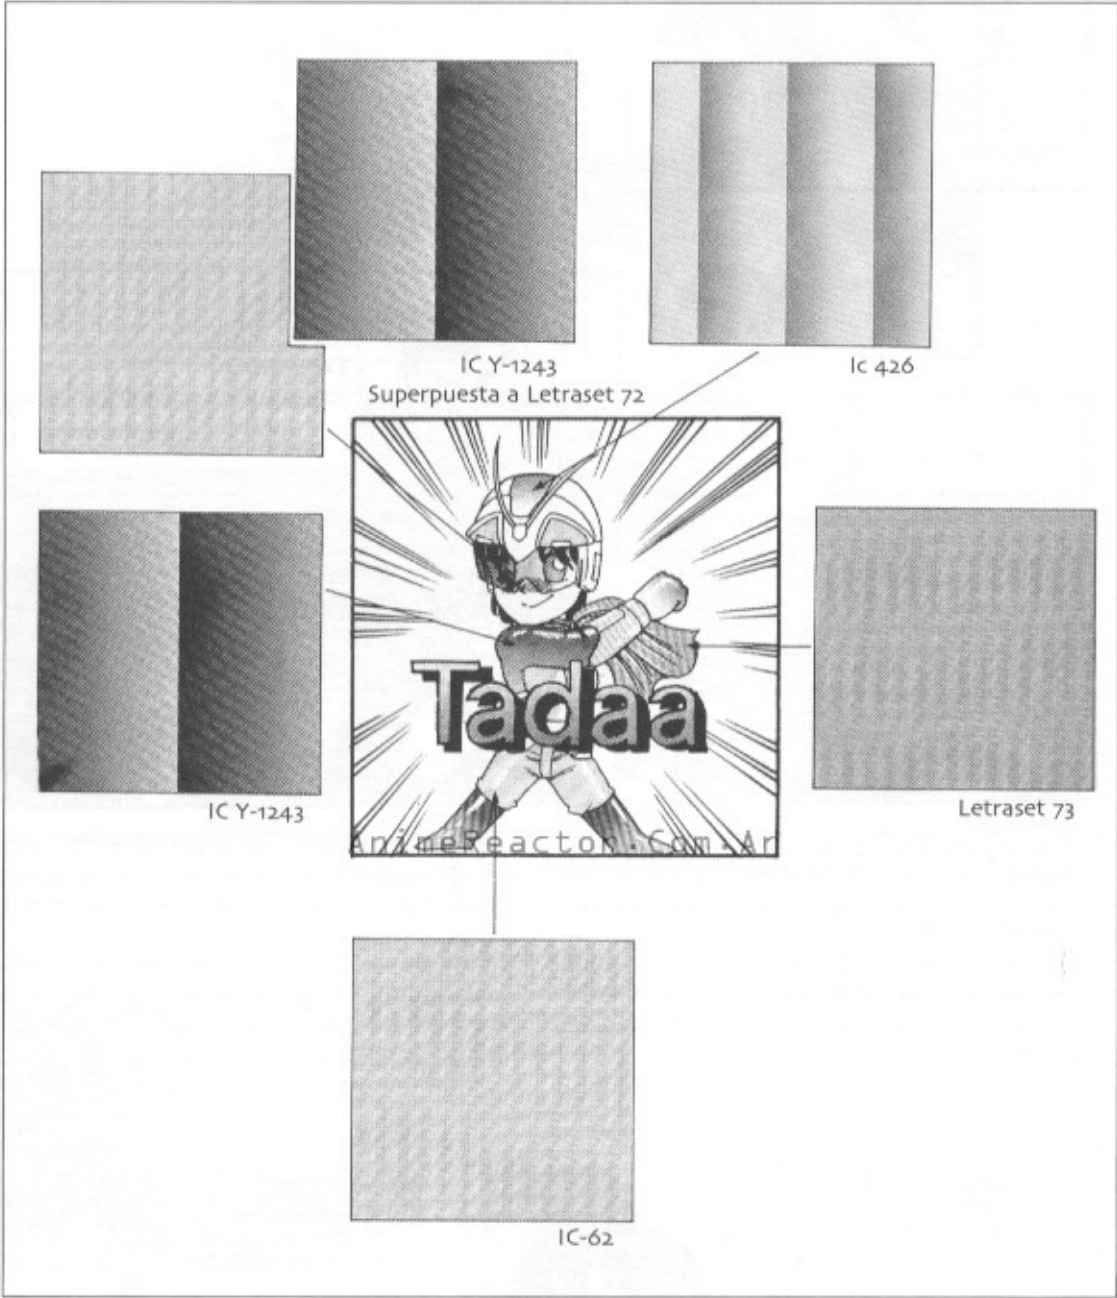 IC Y-1243
Superpuesta a Letraset 72
Ic 426
Tadaa
IC Y-1243
Letraset 73
AnimeReactor.Com.Ar
IC-62